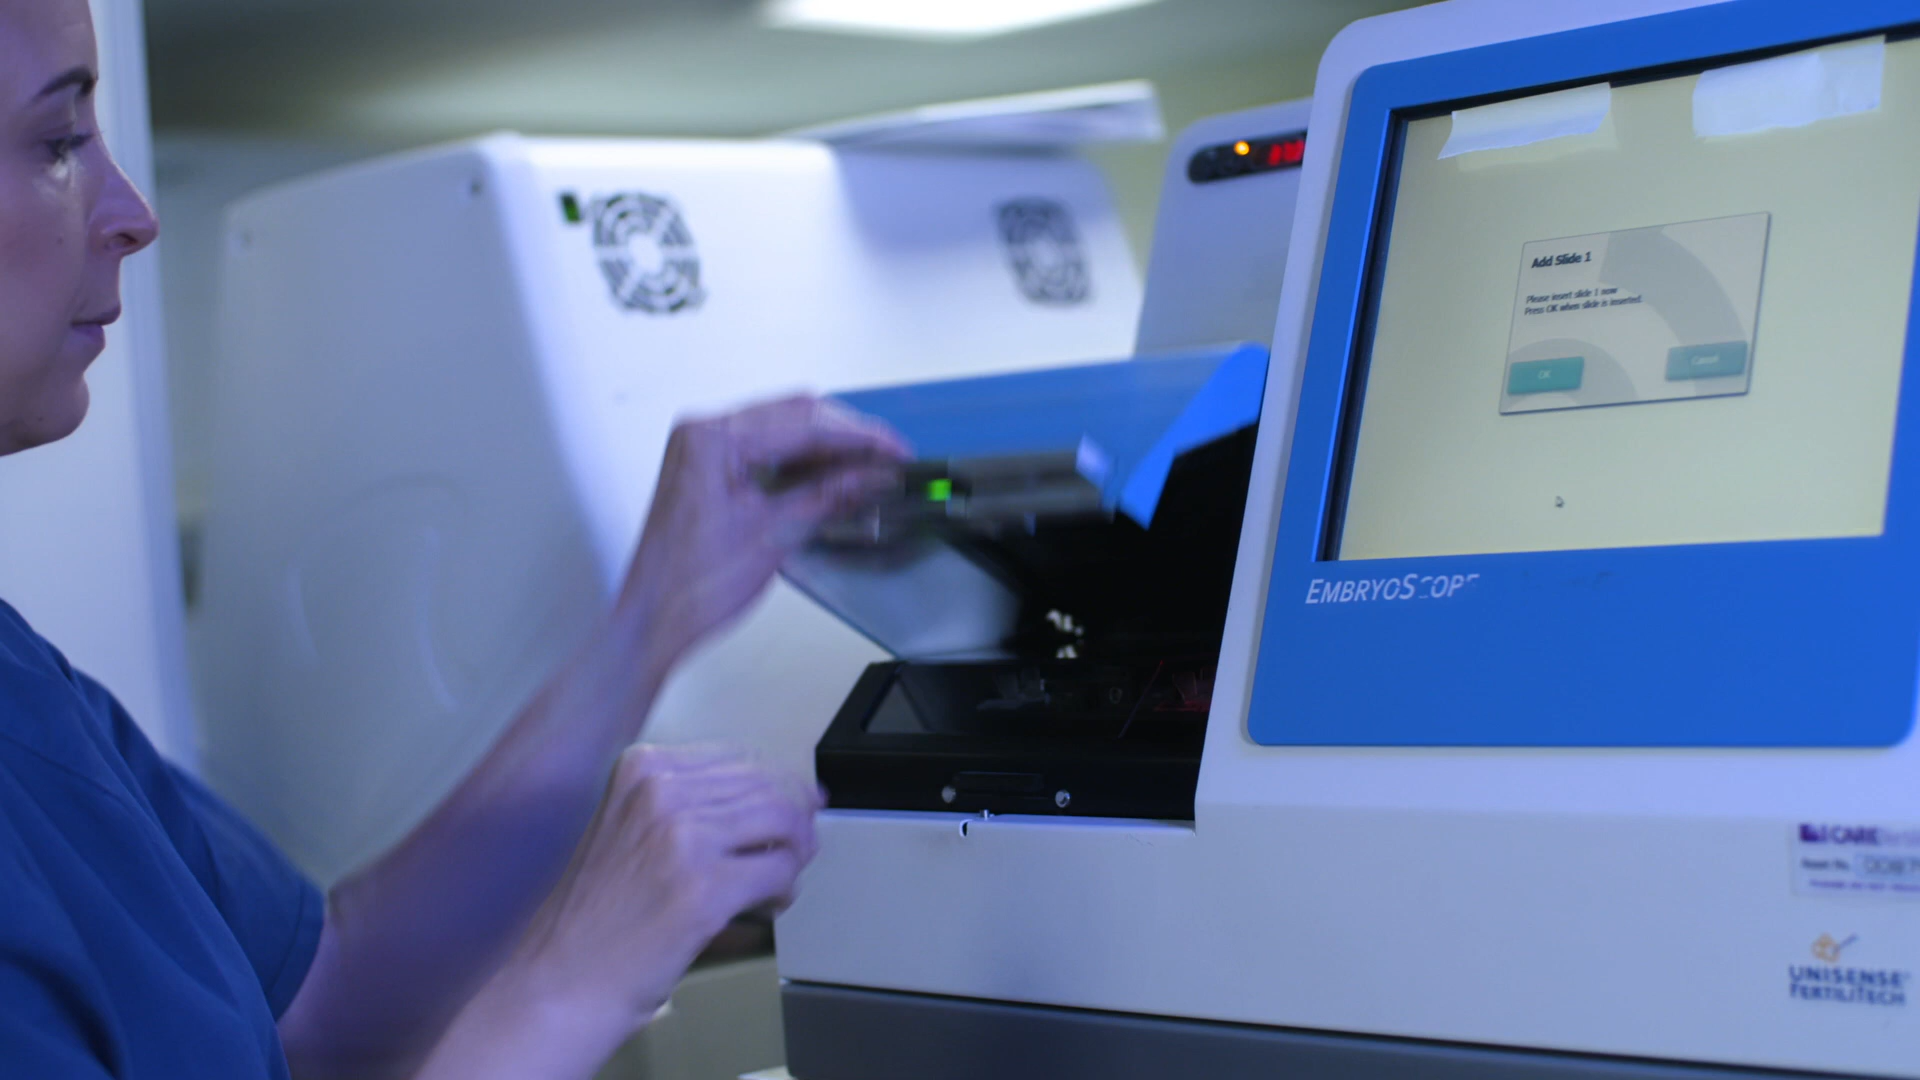 Add Slide 1
Please insert slide 1 now
Press OK when slide is inserted.
OK
Cancel
EMBRYOSCOPE
CARE
UNISENSE
FERTILITECH